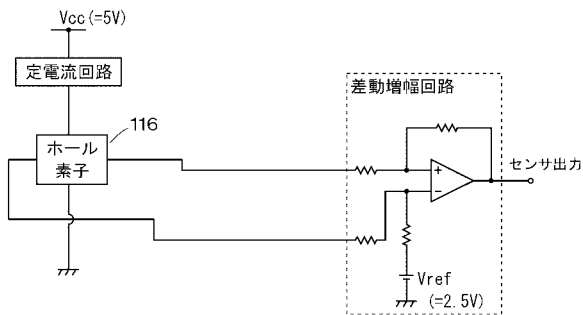 Vcc(=5V)
定電流回路
116
ホール
素子
差動増幅回路
+
−
センサ出力
Vref
(=2.5V)